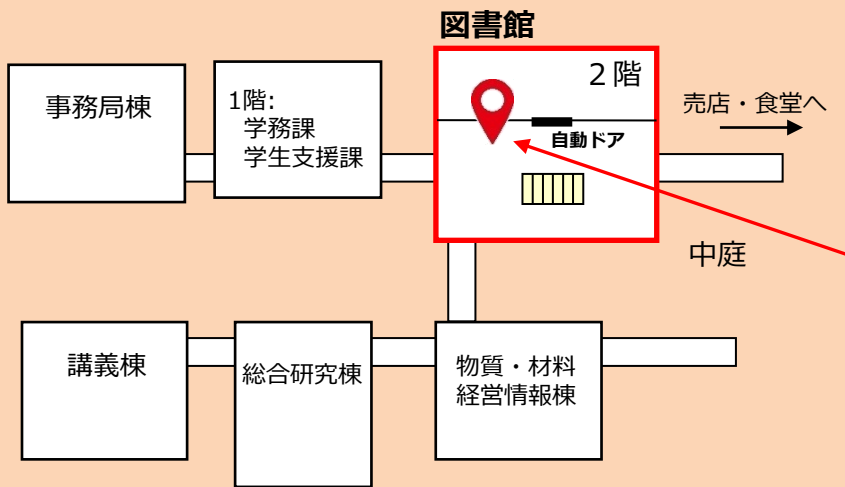 図書館
2階
自動ドア
事務局棟
1階:
学務課
学生支援課
売店・食堂へ
中庭
講義棟
総合研究棟
物質・材料
経営情報棟